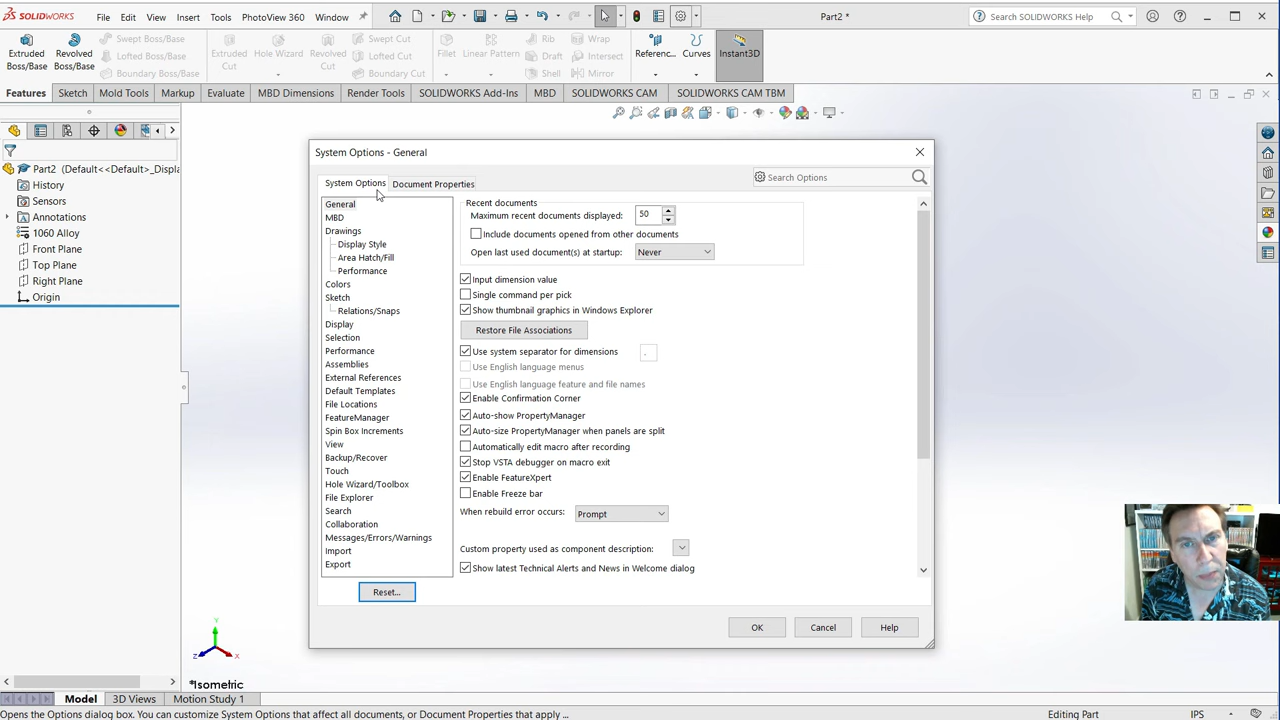 SOLIDWORKS File Edit View Insert Tools PhotoView 360 Window Part2 * Search SOLIDWORKS Help
Extruded Boss/Base
Revolved Boss/Base
Swept Boss/Base
Lofted Boss/Base
Boundary Boss/Base
Extruded Cut
Hole Wizard
Revolved Cut
Swept Cut
Lofted Cut
Boundary Cut
Fillet
Linear Pattern
Rib
Draft
Shell
Wrap
Intersect
Mirror
Referenc...
Curves
Instant3D
Features Sketch Mold Tools Markup Evaluate MBD Dimensions Render Tools SOLIDWORKS Add-Ins MBD SOLIDWORKS CAM SOLIDWORKS CAM TBM
Part2 (Default<<Default>_Displa
History
Sensors
Annotations
1060 Alloy
Front Plane
Top Plane
Right Plane
Origin
System Options - General
System Options Document Properties Search Options
General
MBD
Drawings
Display Style
Area Hatch/Fill
Performance
Colors
Sketch
Relations/Snaps
Display
Selection
Performance
Assemblies
External References
Default Templates
File Locations
FeatureManager
Spin Box Increments
View
Backup/Recover
Touch
Hole Wizard/Toolbox
File Explorer
Search
Collaboration
Messages/Errors/Warnings
Import
Export
Reset...
Recent documents
Maximum recent documents displayed: 50
Include documents opened from other documents
Open last used document(s) at startup: Never
Input dimension value
Single command per pick
Show thumbnail graphics in Windows Explorer
Restore File Associations
Use system separator for dimensions .
Use English language menus
Use English language feature and file names
Enable Confirmation Corner
Auto-show PropertyManager
Auto-size PropertyManager when panels are split
Automatically edit macro after recording
Stop VSTA debugger on macro exit
Enable FeatureXpert
Enable Freeze bar
When rebuild error occurs: Prompt
Custom property used as component description:
Show latest Technical Alerts and News in Welcome dialog
OK Cancel Help
Y
Z X
*Isometric
Model 3D Views Motion Study 1
Opens the Options dialog box. You can customize System Options that affect all documents, or Document Properties that apply ... Editing Part IPS